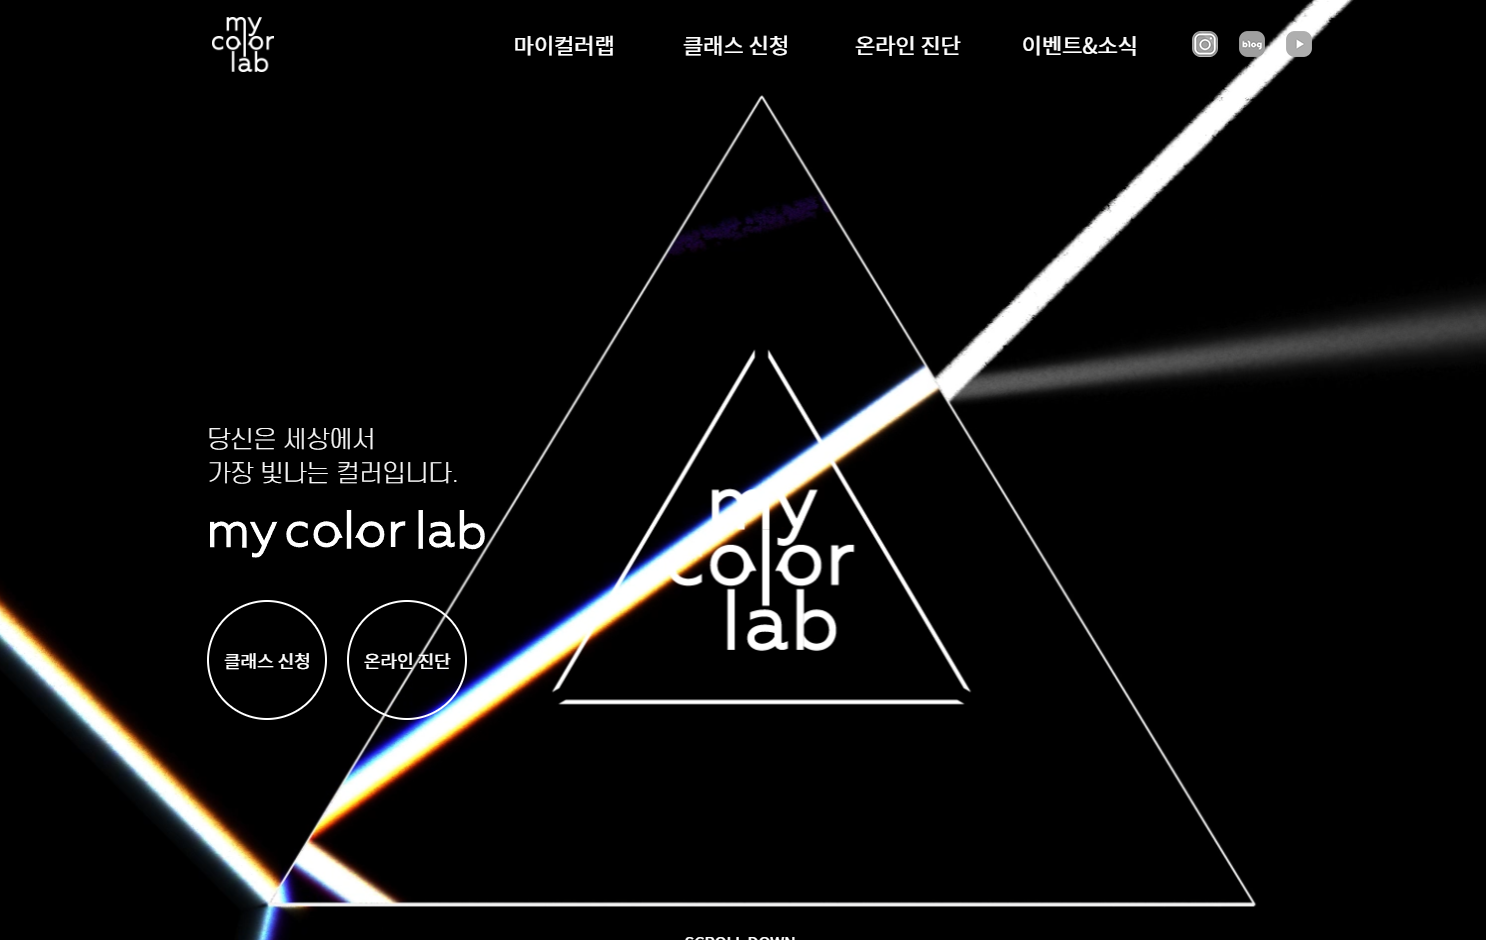 my
color
lab
마이컬러랩
클래스 신청
온라인 진단
이벤트&소식
blog
당신은 세상에서
가장 빛나는 컬러입니다.
my color lab
클래스 신청
온라인 진단
my
color
lab
SCROLL DOWN